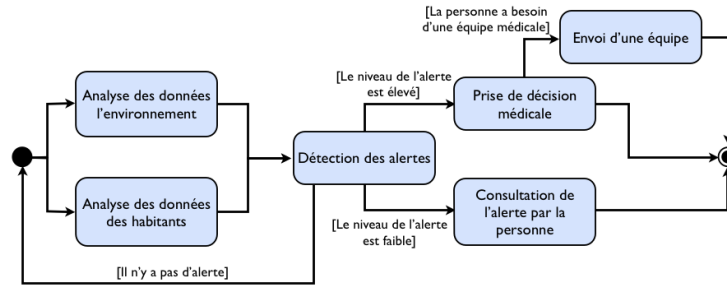 [La personne a besoin
d'une équipe médicale]
Envoi d'une équipe
Analyse des données
l'environnement
[Le niveau de l'alerte
est élevé]
Prise de décision
médicale
Détection des alertes
Analyse des données
des habitants
[Le niveau de l'alerte
est faible]
Consultation de
l'alerte par la
personne
[Il n'y a pas d'alerte]